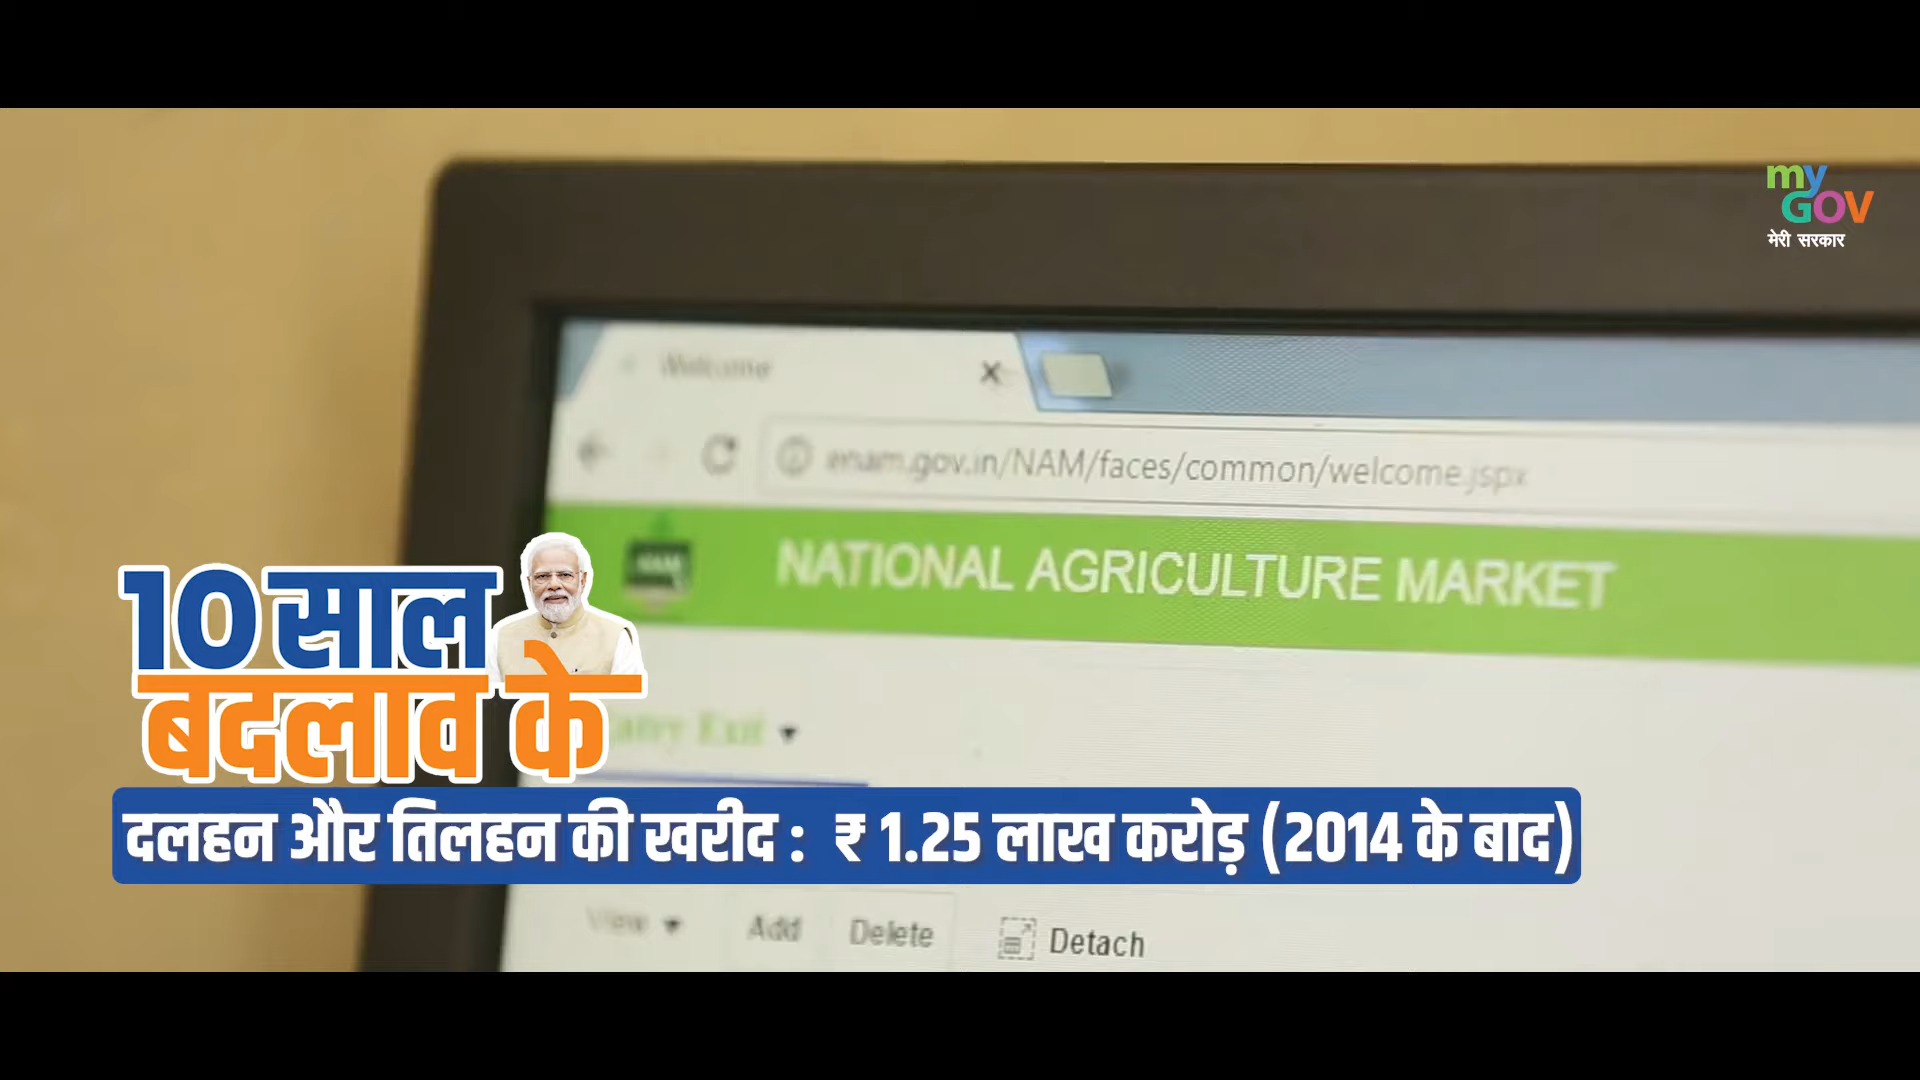 my
GOV
मेरी सरकार
Welcome
enam.gov.in/NAM/faces/common/welcome.jspx
NATIONAL AGRICULTURE MARKET
10 साल
बदलाव के
Exit
दलहन और तिलहन की खरीद : ₹ 1.25 लाख करोड़ (2014 के बाद)
View Add Delete Detach